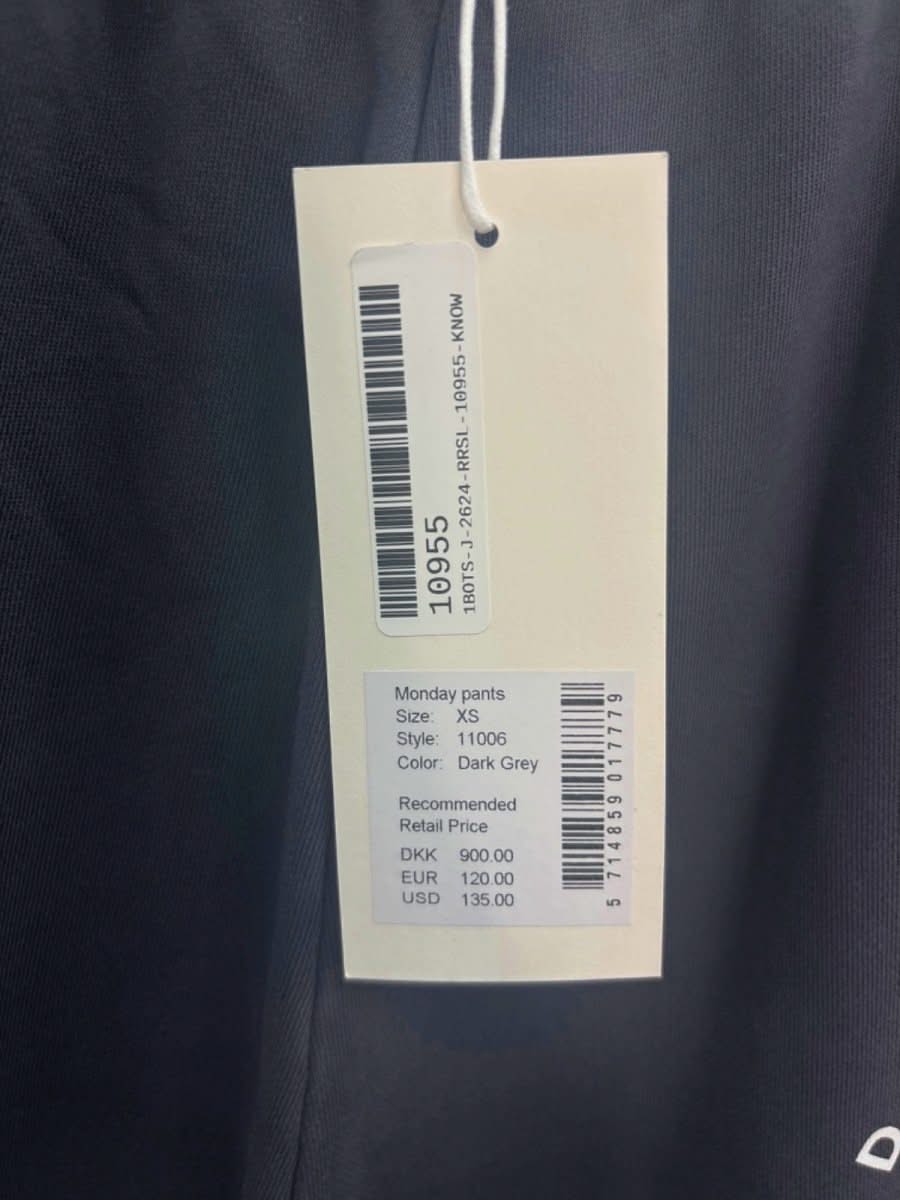 10955
1BOTS-J-2624-RRSL-10955-KNOW
Monday pants
Size: XS
Style: 11006
Color: Dark Grey
Recommended
Retail Price
DKK 900.00
EUR 120.00
USD 135.00
5 714859 017779
D